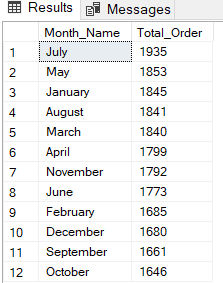 Results Messages
Month_Name Total_Order
1 July 1935
2 May 1853
3 January 1845
4 August 1841
5 March 1840
6 April 1799
7 November 1792
8 June 1773
9 February 1685
10 December 1680
11 September 1661
12 October 1646